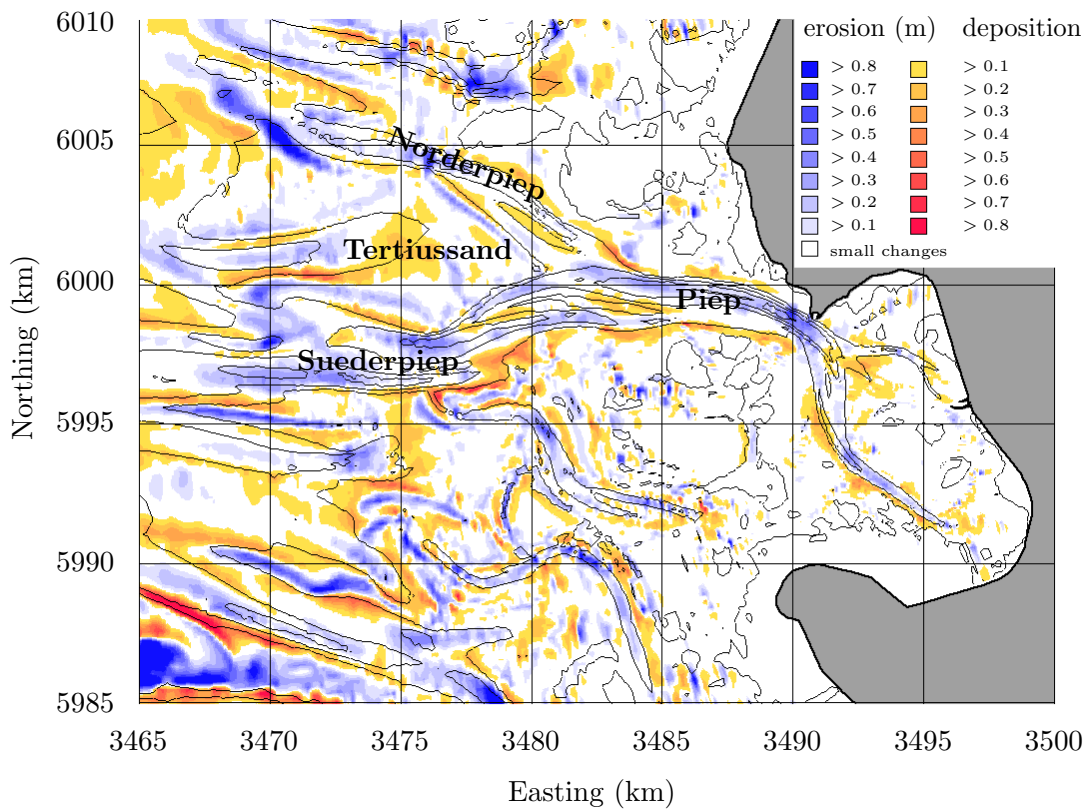 6010
6005
6000
5995
5990
5985
Northing (km)
3465 3470 3475 3480 3485 3490 3495 3500
Easting (km)
erosion (m) deposition
> 0.8 > 0.1
> 0.7 > 0.2
> 0.6 > 0.3
> 0.5 > 0.4
> 0.4 > 0.5
> 0.3 > 0.6
> 0.2 > 0.7
> 0.1 > 0.8
small changes
Norderpiep
Tertiussand
Piep
Suederpiep